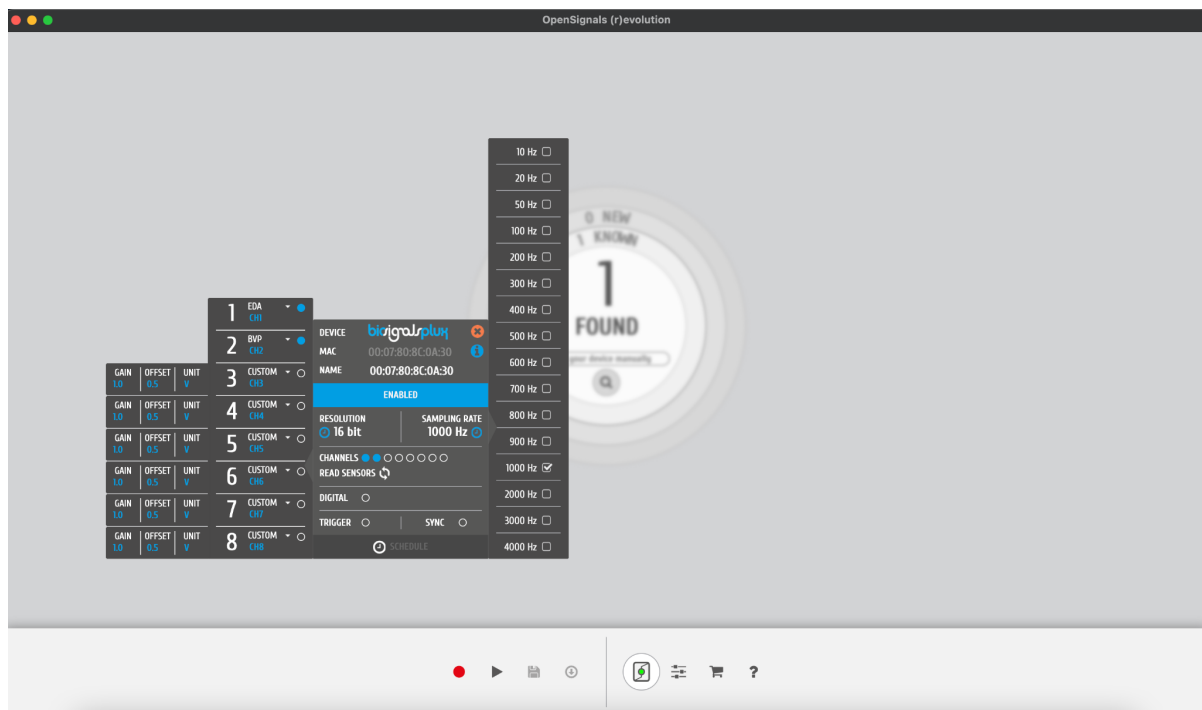 OpenSignals (r)evolution
10 Hz
20 Hz
50 Hz
100 Hz
200 Hz
300 Hz
400 Hz
500 Hz
600 Hz
700 Hz
800 Hz
900 Hz
1000 Hz
2000 Hz
3000 Hz
4000 Hz
0 NEW
1 KNOWN
1
FOUND
your device manually
1 EDA
CH1
2 BVP
CH2
GAIN OFFSET UNIT
1.0 0.5 V
3 CUSTOM
CH3
GAIN OFFSET UNIT
1.0 0.5 V
4 CUSTOM
CH4
GAIN OFFSET UNIT
1.0 0.5 V
5 CUSTOM
CH5
GAIN OFFSET UNIT
1.0 0.5 V
6 CUSTOM
CH6
GAIN OFFSET UNIT
1.0 0.5 V
7 CUSTOM
CH7
GAIN OFFSET UNIT
1.0 0.5 V
8 CUSTOM
CH8
DEVICE biosignalsplux
MAC 00:07:80:8C:0A:30
NAME 00:07:80:8C:0A:30
ENABLED
RESOLUTION SAMPLING RATE
16 bit 1000 Hz
CHANNELS
READ SENSORS
DIGITAL
TRIGGER SYNC
SCHEDULE
?